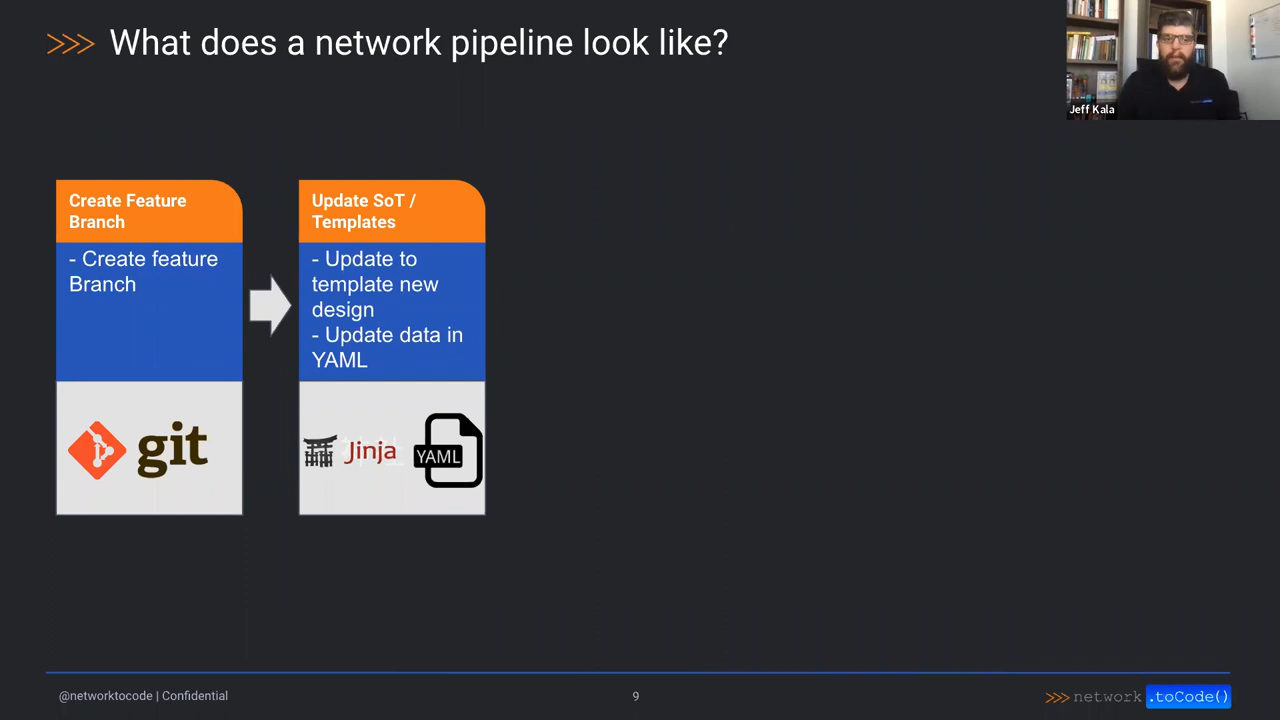 >>> What does a network pipeline look like?
Jeff Kala
Create Feature
Branch
- Create feature
Branch
git
Update SoT /
Templates
- Update to
template new
design
- Update data in
YAML
Jinja
YAML
@networktocode | Confidential
9
>>> network .toCode()